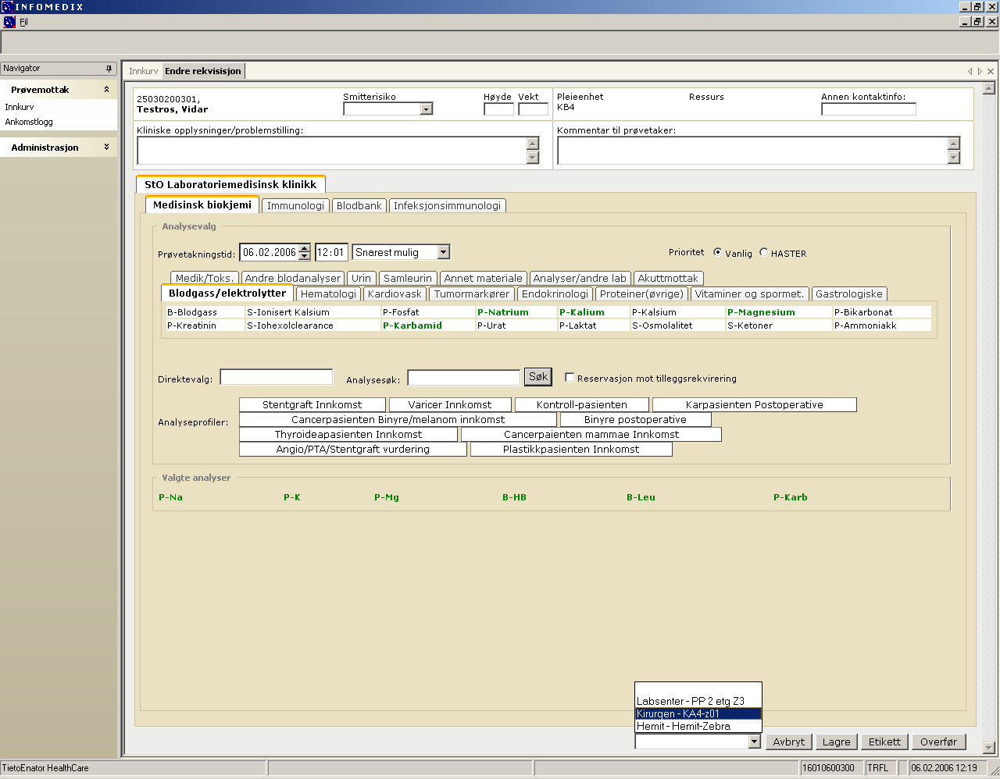 INFOMEDIX
Fil
Navigator
Innkurv Endre rekvisisjon
Prøvemottak
Innkurv
Ankomstlogg
Administrasjon
25030200301,
Testros, Vidar
Smitterisiko
Høyde Vekt
Pleieenhet
KB4
Ressurs
Annen kontaktinfo:
Kliniske opplysninger/problemstilling:
Kommentar til prøvetaker:
StO Laboratoriemedisinsk klinikk
Medisinsk biokjemi Immunologi Blodbank Infeksjonsimmunologi
Analysevalg
Prøvetakningstid: 06.02.2006 12:01 Snarest mulig Prioritet Vanlig HASTER
Medik/Toks. Andre blodanalyser Urin Samleurin Annet materiale Analyser/andre lab Akuttmottak
Blodgass/elektrolytter Hematologi Kardiovask Tumormarkører Endokrinologi Proteiner(øvrige) Vitaminer og spormet. Gastrologiske
B-Blodgass S-Ionisert Kalsium P-Fosfat P-Natrium P-Kalium P-Kalsium P-Magnesium P-Bikarbonat
P-Kreatinin S-Iohexolclearance P-Karbamid P-Urat P-Laktat S-Osmolalitet S-Ketoner P-Ammoniakk
Direktevalg: Analysesøk: Søk Reservasjon mot tilleggsrekvirering
Analyseprofiler:
Stentgraft Innkomst Varicer Innkomst Kontroll-pasienten Karpasienten Postoperative
Cancerpasienten Binyre/melanom innkomst Binyre postoperative
Thyroideapasienten Innkomst Cancerpaienten mammae Innkomst
Angio/PTA/Stentgraft vurdering Plastikkpasienten Innkomst
Valgte analyser
P-Na P-K P-Mg B-HB B-Leu P-Karb
Labsenter - PP 2 etg Z3
Kirurgen - KA4-z01
Hemit - Hemit-Zebra
Avbryt Lagre Etikett Overfør
TietoEnator HealthCare 16010600300 TRFL 06.02.2006 12:19